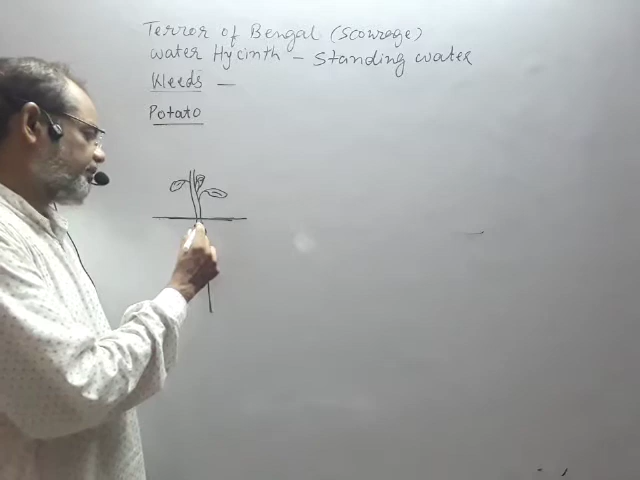 Terror of Bengal (Scourage)
water Hycinth - Standing water
Weeds -
Potato